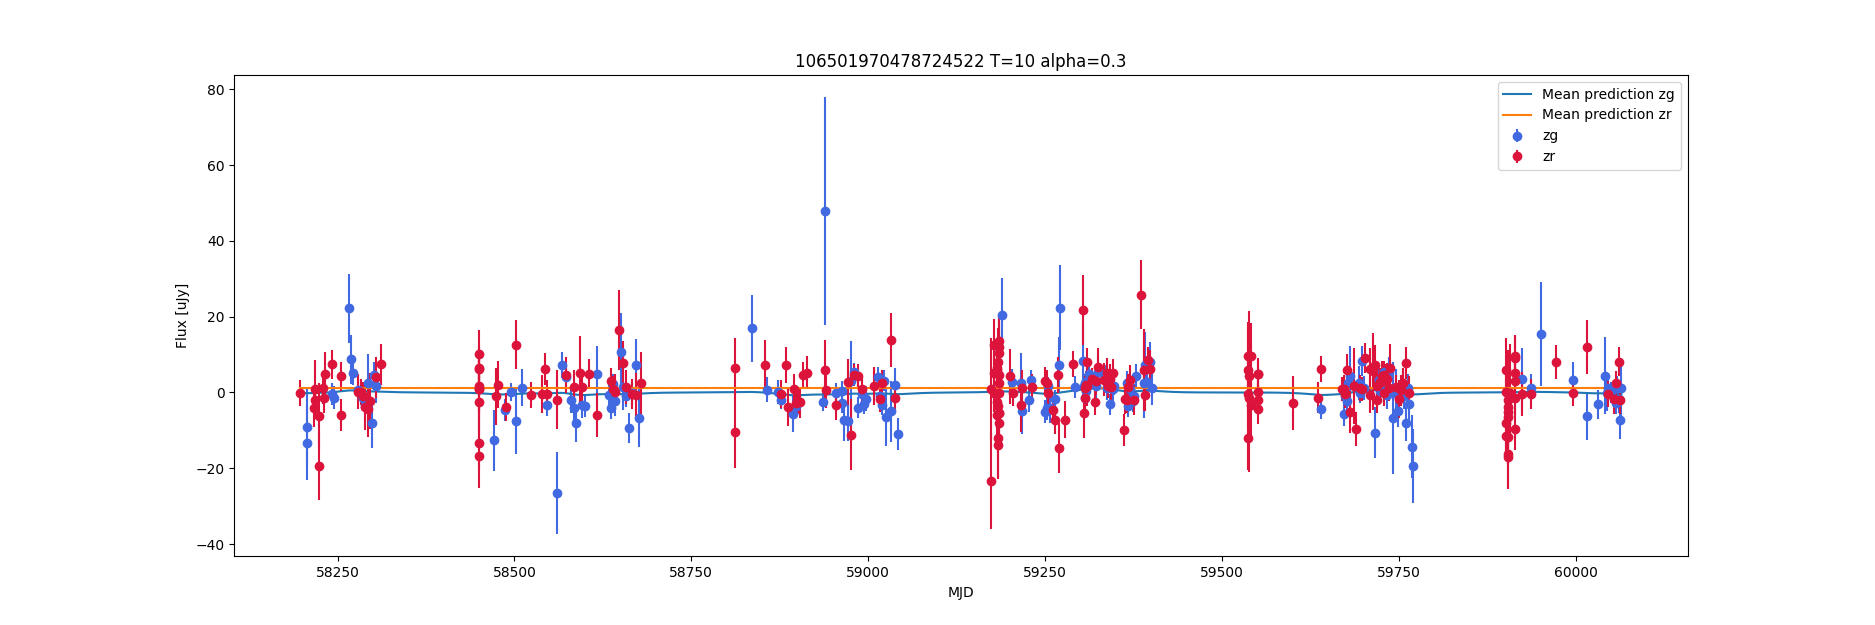 106501970478724522 T=10 alpha=0.3
Mean prediction zg
Mean prediction zr
zg
zr
80
60
40
20
0
−20
−40
Flux [uJy]
58250 58500 58750 59000 59250 59500 59750 60000
MJD